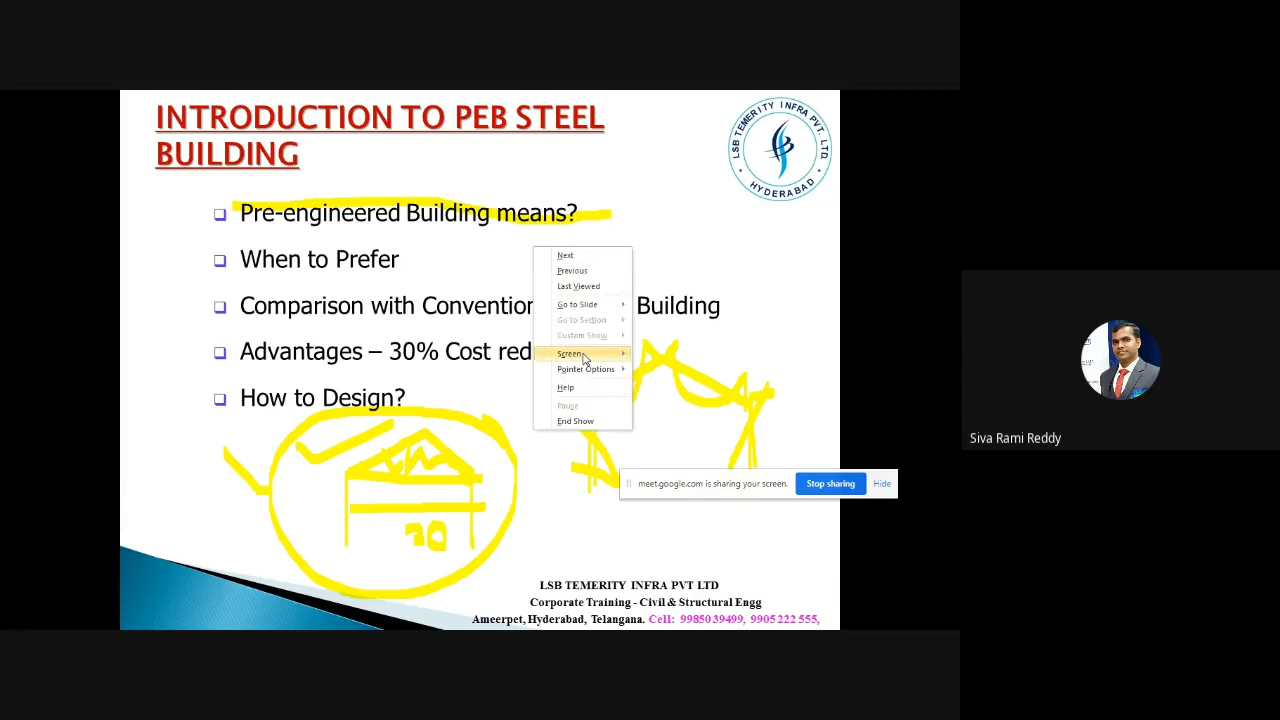 INTRODUCTION TO PEB STEEL
BUILDING
LSB TEMERITY INFRA PVT. LTD.
HYDERABAD
Pre-engineered Building means?
When to Prefer
Comparison with Convention Building
Advantages – 30% Cost red
How to Design?
Next
Previous
Last Viewed
Go to Slide
Go to Section
Custom Show
Screen
Pointer Options
Help
Pause
End Show
Siva Rami Reddy
meet.google.com is sharing your screen.
Stop sharing
Hide
LSB TEMERITY INFRA PVT LTD
Corporate Training - Civil & Structural Engg
Ameerpet, Hyderabad, Telangana. Cell: 9985039499, 9905 222 555,